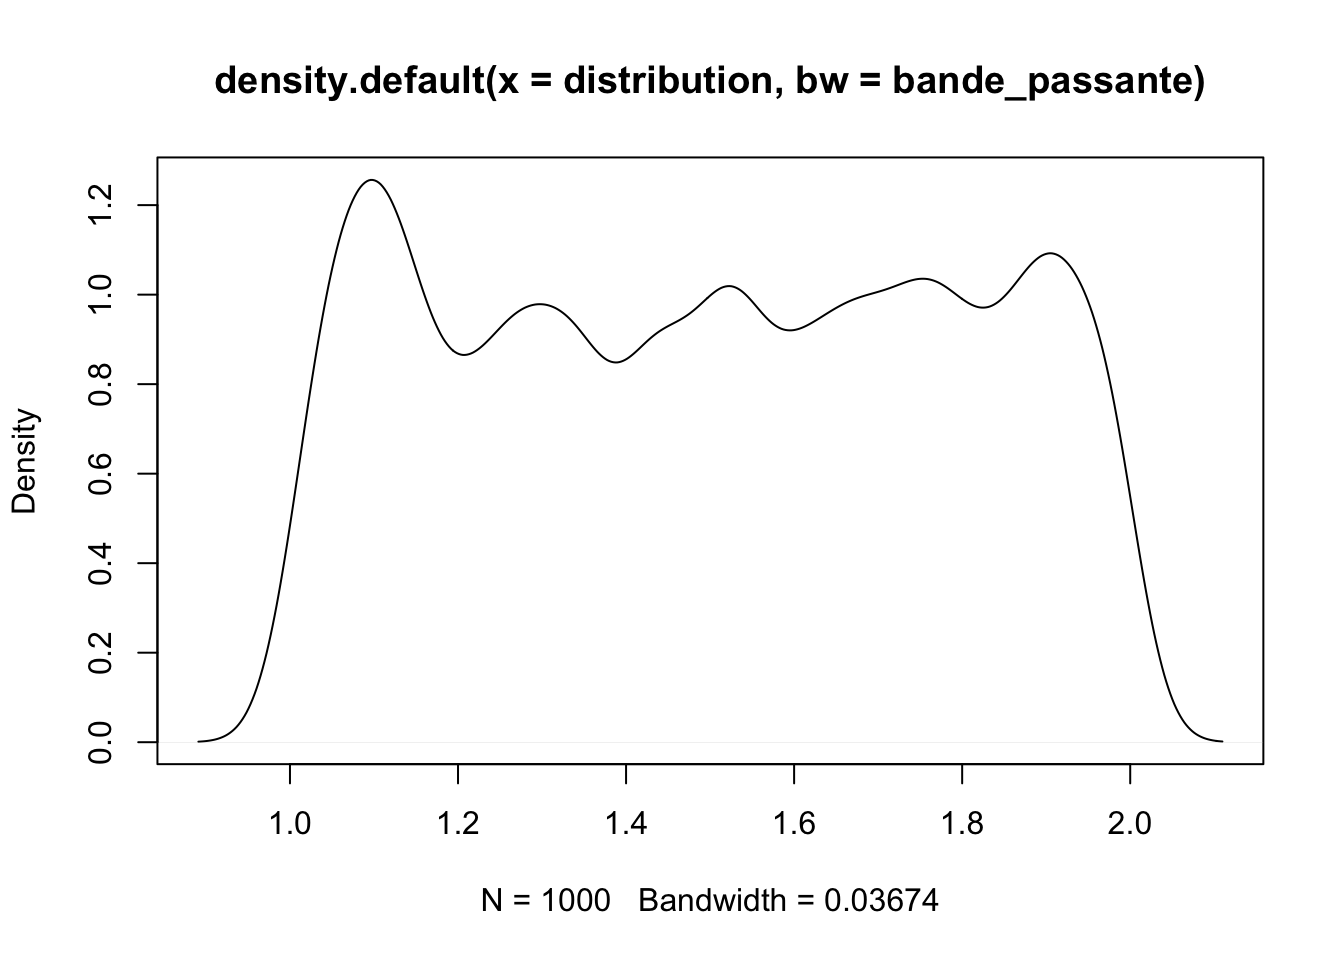 density.default(x = distribution, bw = bande_passante)
Density
1.2
1.0
0.8
0.6
0.4
0.2
0.0
1.0 1.2 1.4 1.6 1.8 2.0
N = 1000 Bandwidth = 0.03674